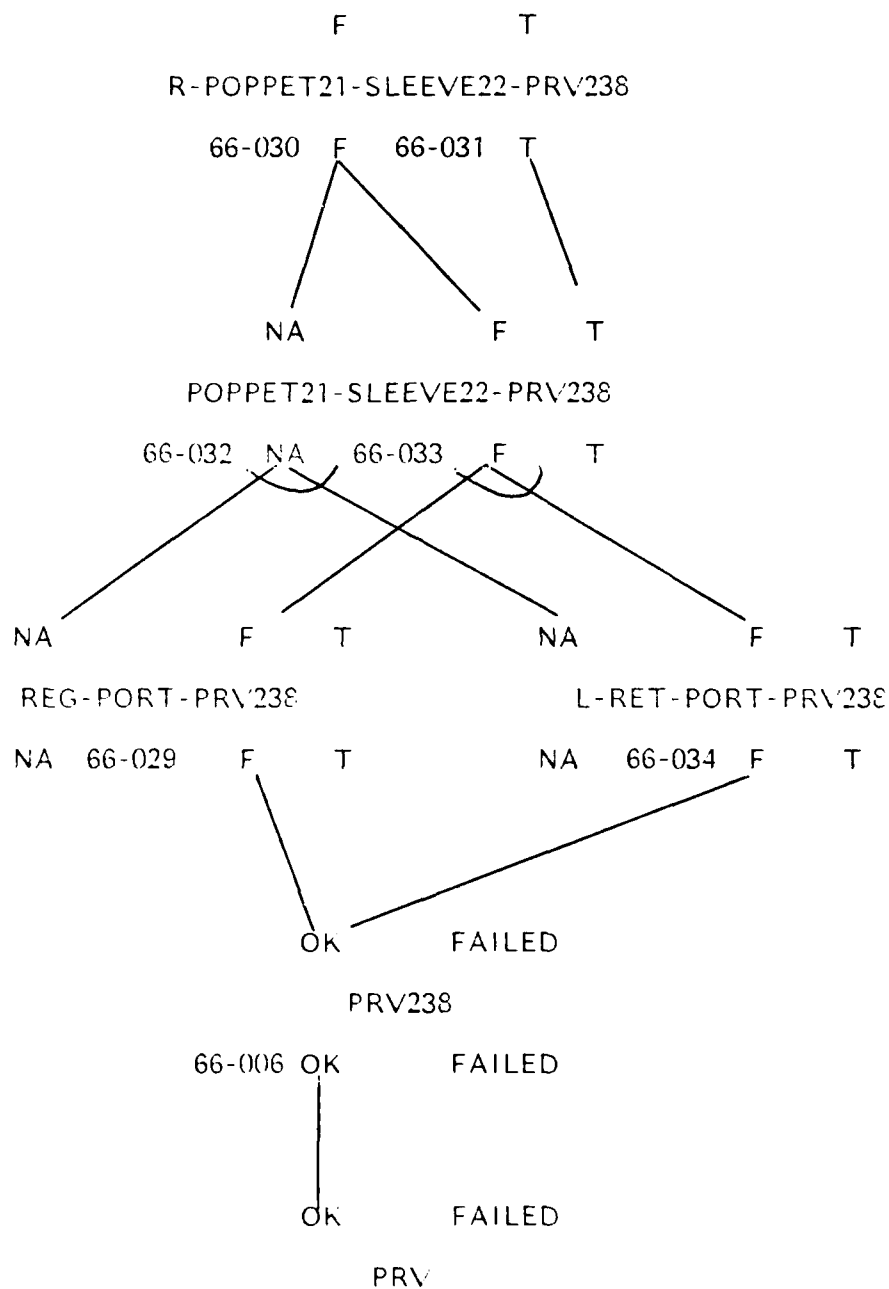 F T
R-POPPET21-SLEEVE22-PRV238
66-030 F 66-031 T
NA F T
POPPET21-SLEEVE22-PRV238
66-032 NA 66-033 F T
NA F T NA F T
REG-PORT-PRV238 L-RET-PORT-PRV238
NA 66-029 F T NA 66-034 F T
OK FAILED
PRV238
66-006 OK FAILED
OK FAILED
PRV